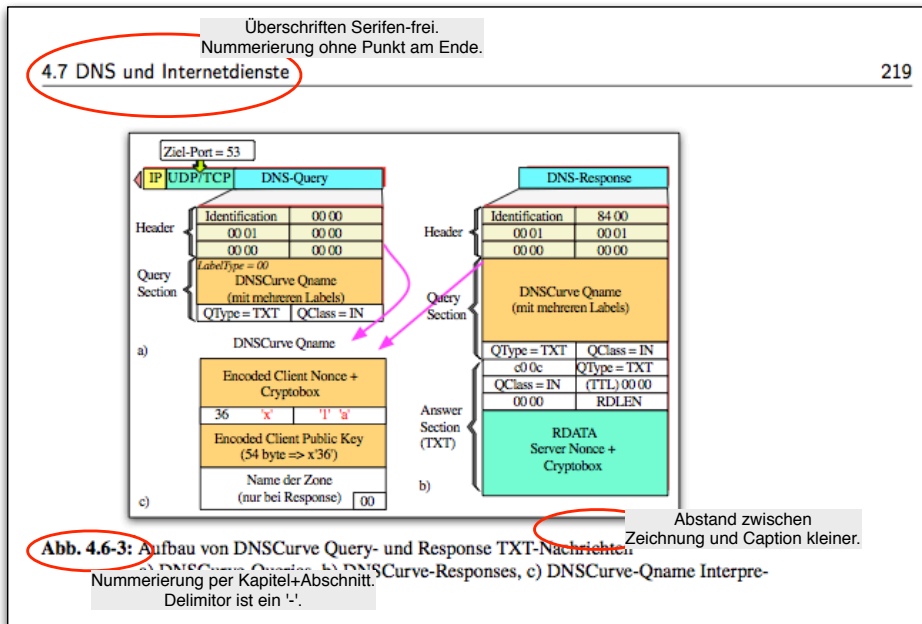 Überschriften Serifen-frei.
Nummerierung ohne Punkt am Ende.
4.7 DNS und Internetdienste 219
Ziel-Port = 53
IP UDP/TCP DNS-Query
Header
Identification 00 00
00 01 00 00
00 00 00 00
Query
Section
LabelType = 00
DNSCurve Qname
(mit mehreren Labels)
QType = TXT QClass = IN
a)
DNSCurve Qname
Encoded Client Nonce +
Cryptobox
36 'x' '1' 'a'
Encoded Client Public Key
(54 byte => x'36')
Name der Zone
(nur bei Response) 00
c)
DNS-Response
Header
Identification 84 00
00 01 00 01
00 00 00 00
Query
Section
DNSCurve Qname
(mit mehreren Labels)
QType = TXT QClass = IN
c0 0c QType = TXT
QClass = IN (TTL) 00 00
00 00 RDLEN
Answer
Section
(TXT)
RDATA
Server Nonce +
Cryptobox
b)
Abstand zwischen
Zeichnung und Caption kleiner.
Abb. 4.6-3: Aufbau von DNSCurve Query- und Response TXT-Nachrichten
a) DNSCurve-Queries, b) DNSCurve-Responses, c) DNSCurve-Qname Interpre-
Nummerierung per Kapitel+Abschnitt.
Delimitor ist ein '-'.